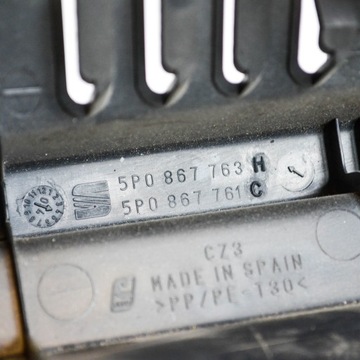 5P0 867 763 H
5P0 867 761 C
CZ3
MADE IN SPAIN
>PP/PE-T30<